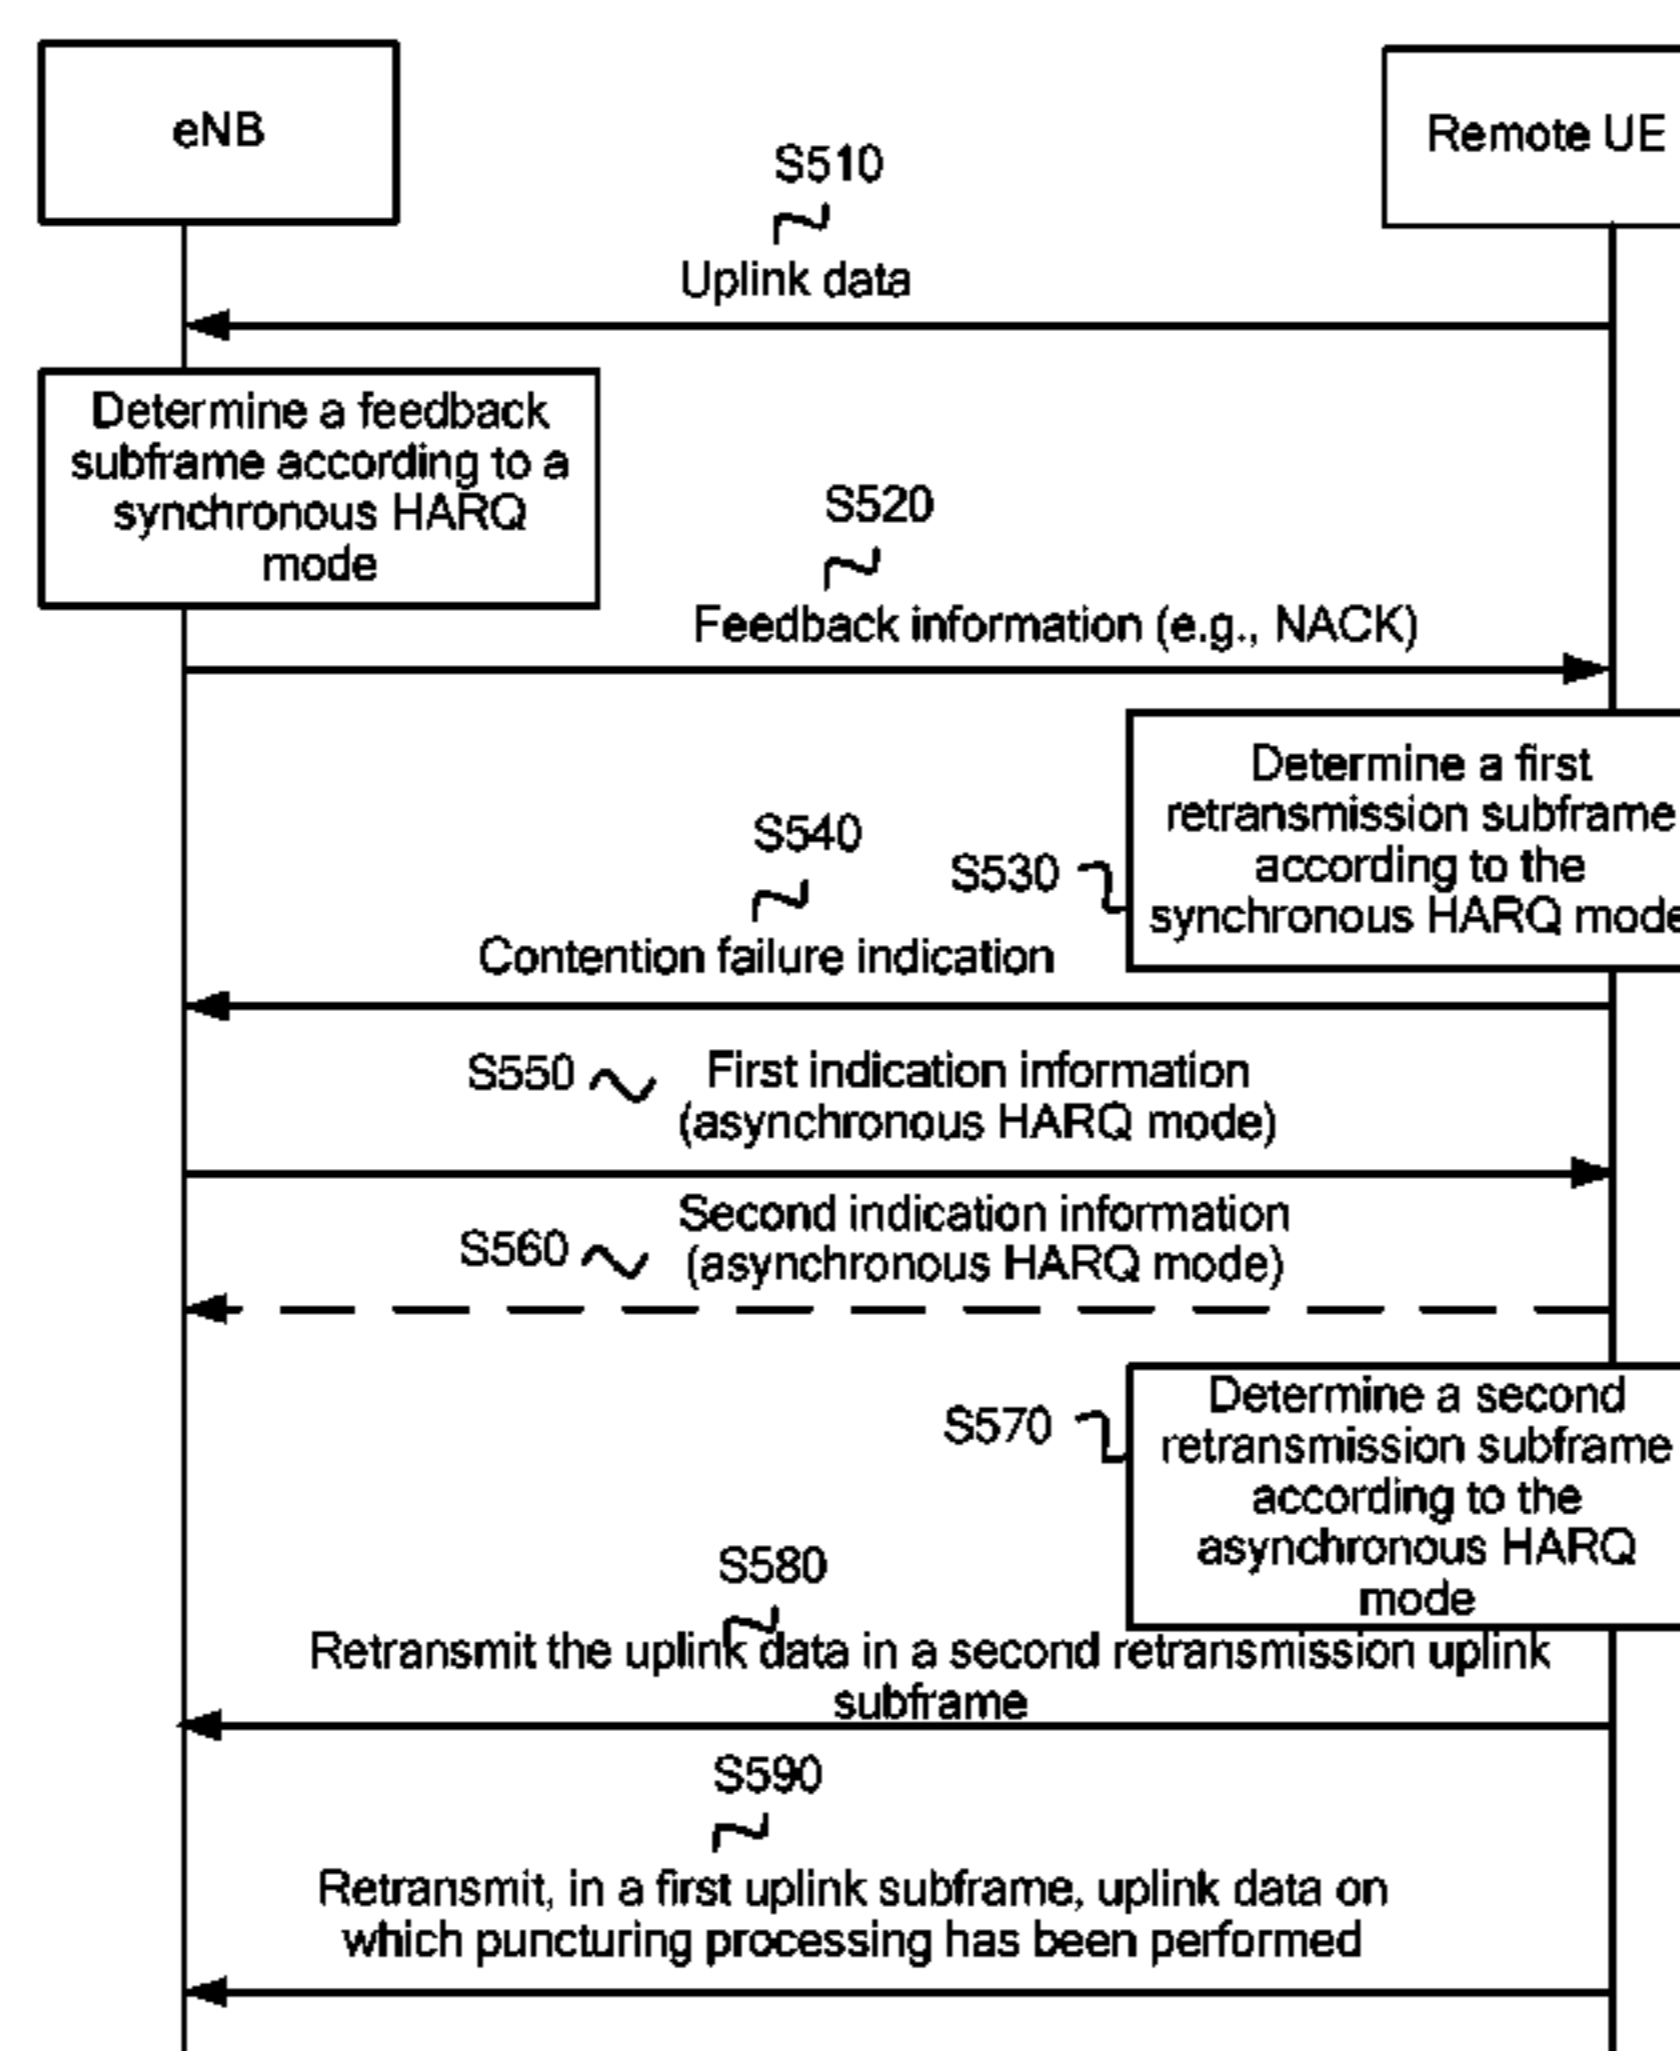 eNB
Remote UE
S510
Uplink data
Determine a feedback
subframe according to a
synchronous HARQ
mode
S520
Feedback information (e.g., NACK)
Determine a first
retransmission subframe
according to the
synchronous HARQ mode
S530
S540
Contention failure indication
S550
First indication information
(asynchronous HARQ mode)
S560
Second indication information
(asynchronous HARQ mode)
S570
Determine a second
retransmission subframe
according to the
asynchronous HARQ
mode
S580
Retransmit the uplink data in a second retransmission uplink
subframe
S590
Retransmit, in a first uplink subframe, uplink data on
which puncturing processing has been performed